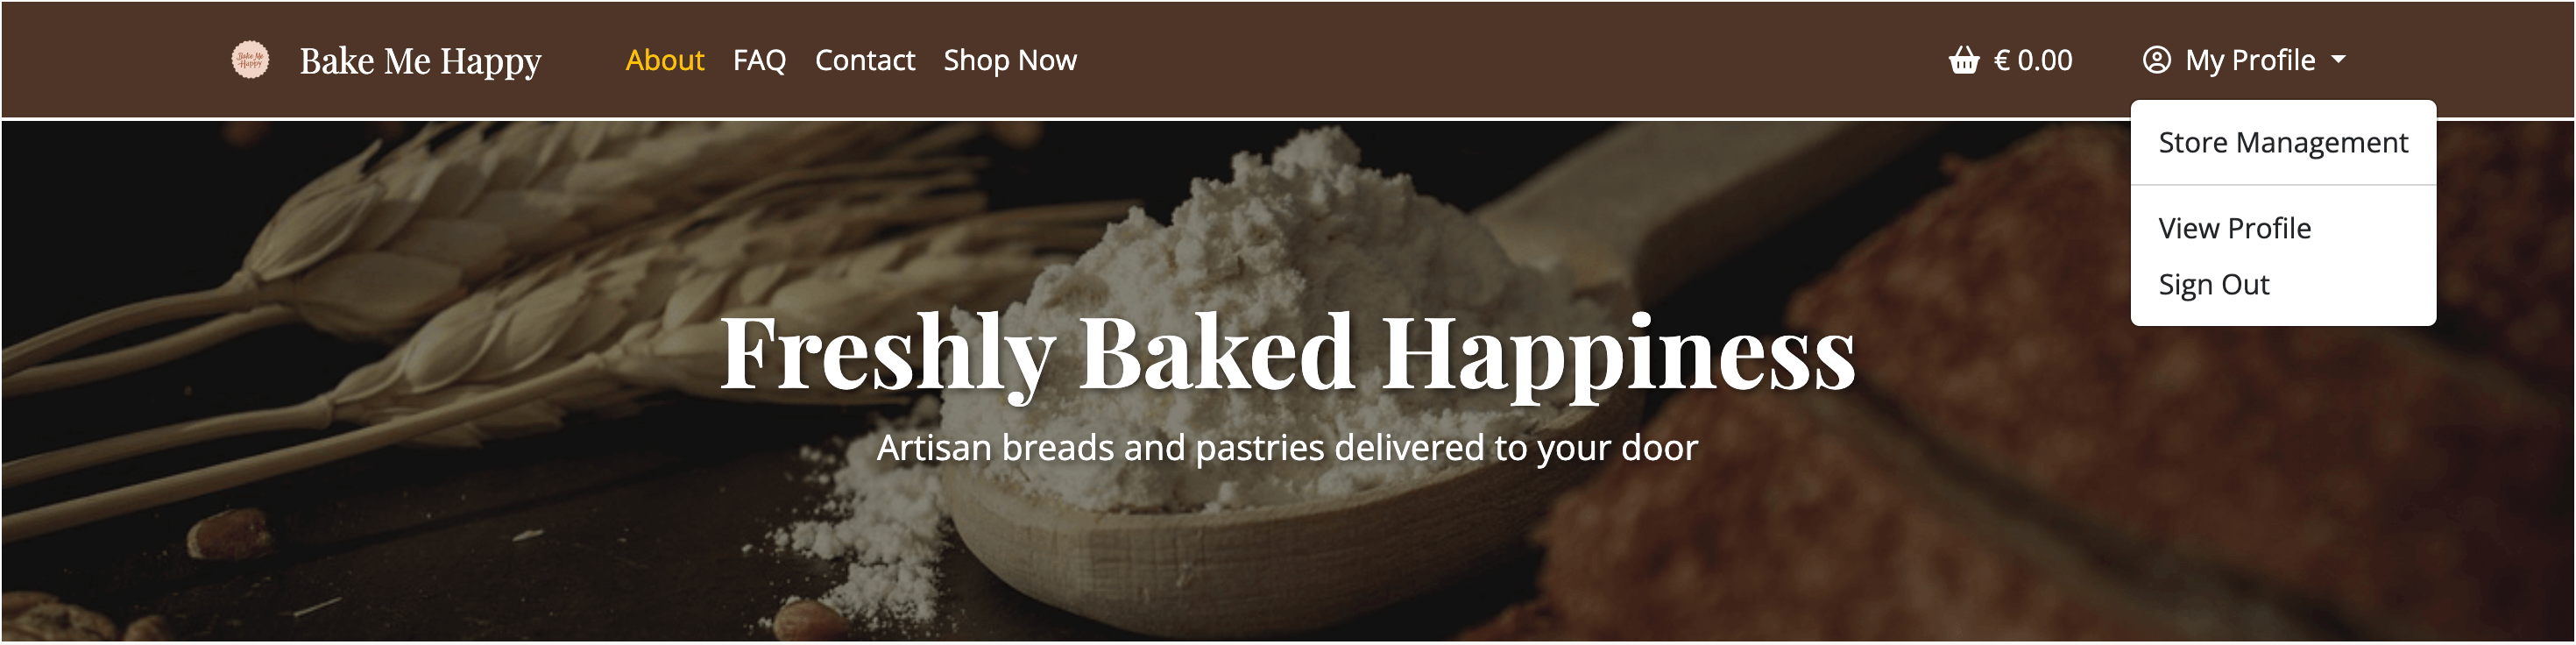 Bake Me
Happy
Bake Me Happy
About FAQ Contact Shop Now
€ 0.00
My Profile
Store Management
View Profile
Sign Out
Freshly Baked Happiness
Artisan breads and pastries delivered to your door